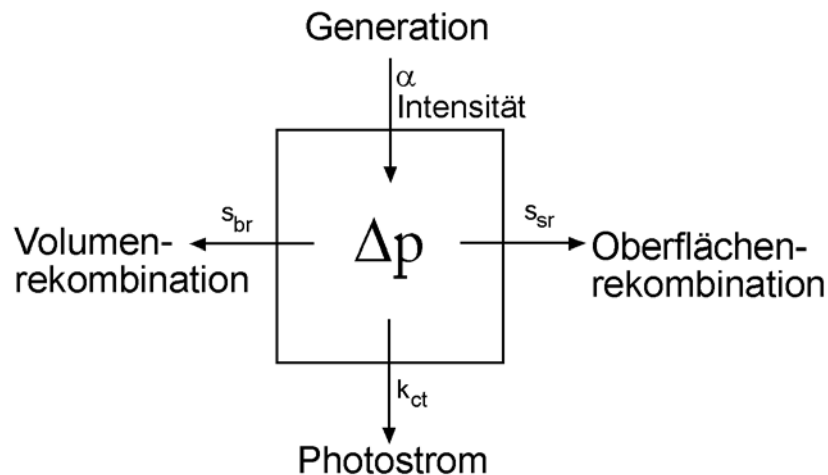 Generation
α
Intensität
s_br
Volumen-
rekombination
Δp
s_sr
Oberflächen-
rekombination
k_ct
Photostrom